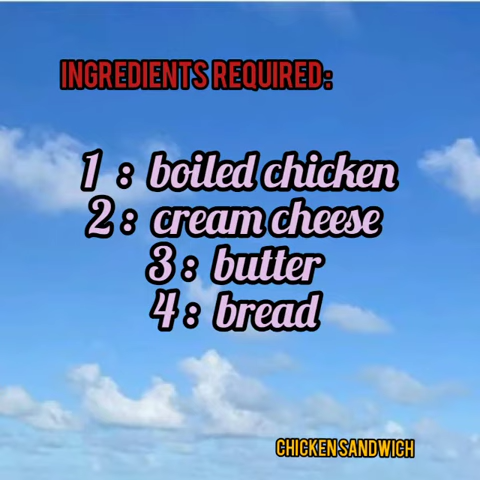 INGREDIENTS REQUIRED:
1 : boiled chicken
2 : cream cheese
3 : butter
4 : bread
CHICKEN SANDWICH